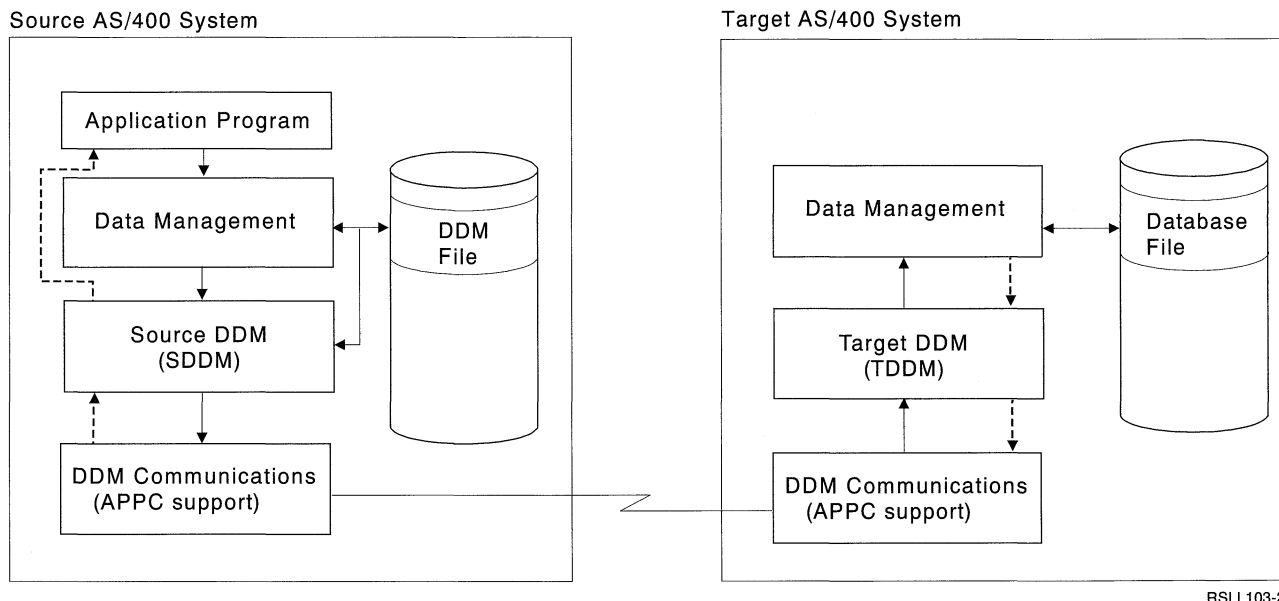 Source AS/400 System
Application Program
Data Management
DDM
File
Source DDM
(SDDM)
DDM Communications
(APPC support)
Target AS/400 System
Data Management
Database
File
Target DDM
(TDDM)
DDM Communications
(APPC support)